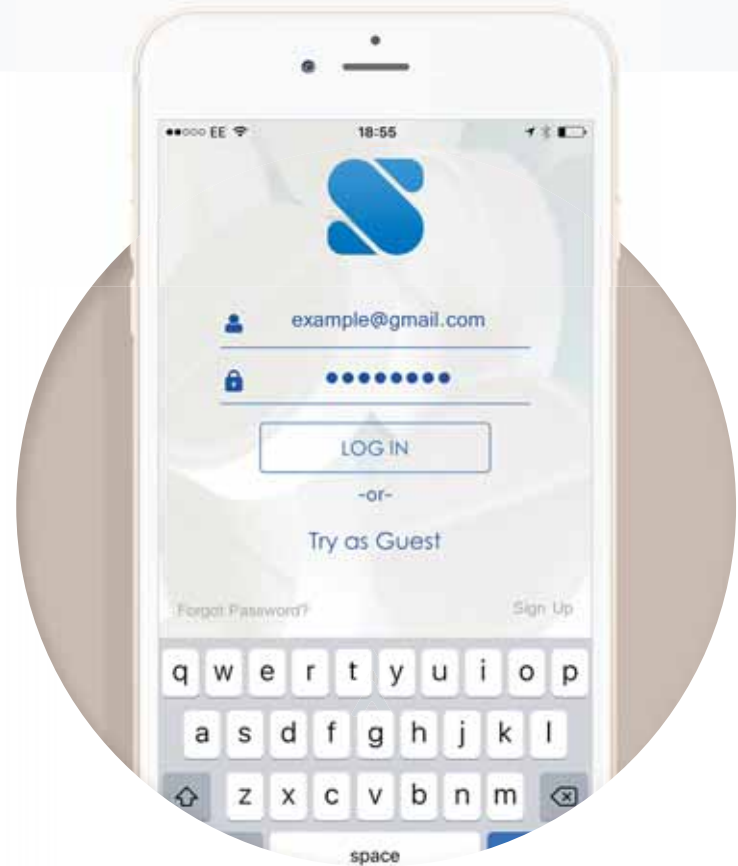 EE 18:55
S
example@gmail.com
LOG IN
-or-
Try as Guest
Forgot Password? Sign Up
q w e r t y u i o p
a s d f g h j k l
z x c v b n m
space